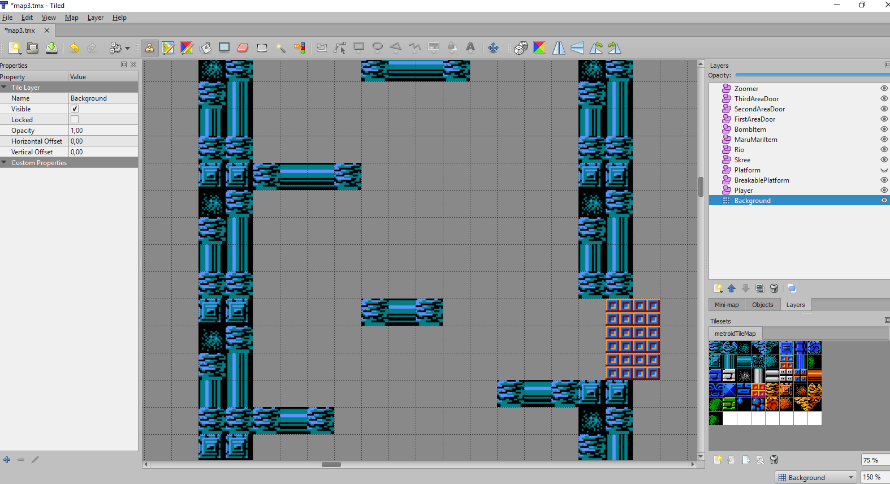 *map3.tmx - Tiled
File Edit View Map Layer Help
*map3.tmx
Properties
Property Value
Tile Layer
Name Background
Visible
Locked
Opacity 1,00
Horizontal Offset 0,00
Vertical Offset 0,00
Custom Properties
Layers
Opacity:
Zoomer
ThirdAreaDoor
SecondAreaDoor
FirstAreaDoor
BombItem
MaruMariItem
Rio
Skree
Platform
BreakablePlatform
Player
Background
Mini-map Objects Layers
Tilesets
metroidTileMap
75 %
Background 150 %